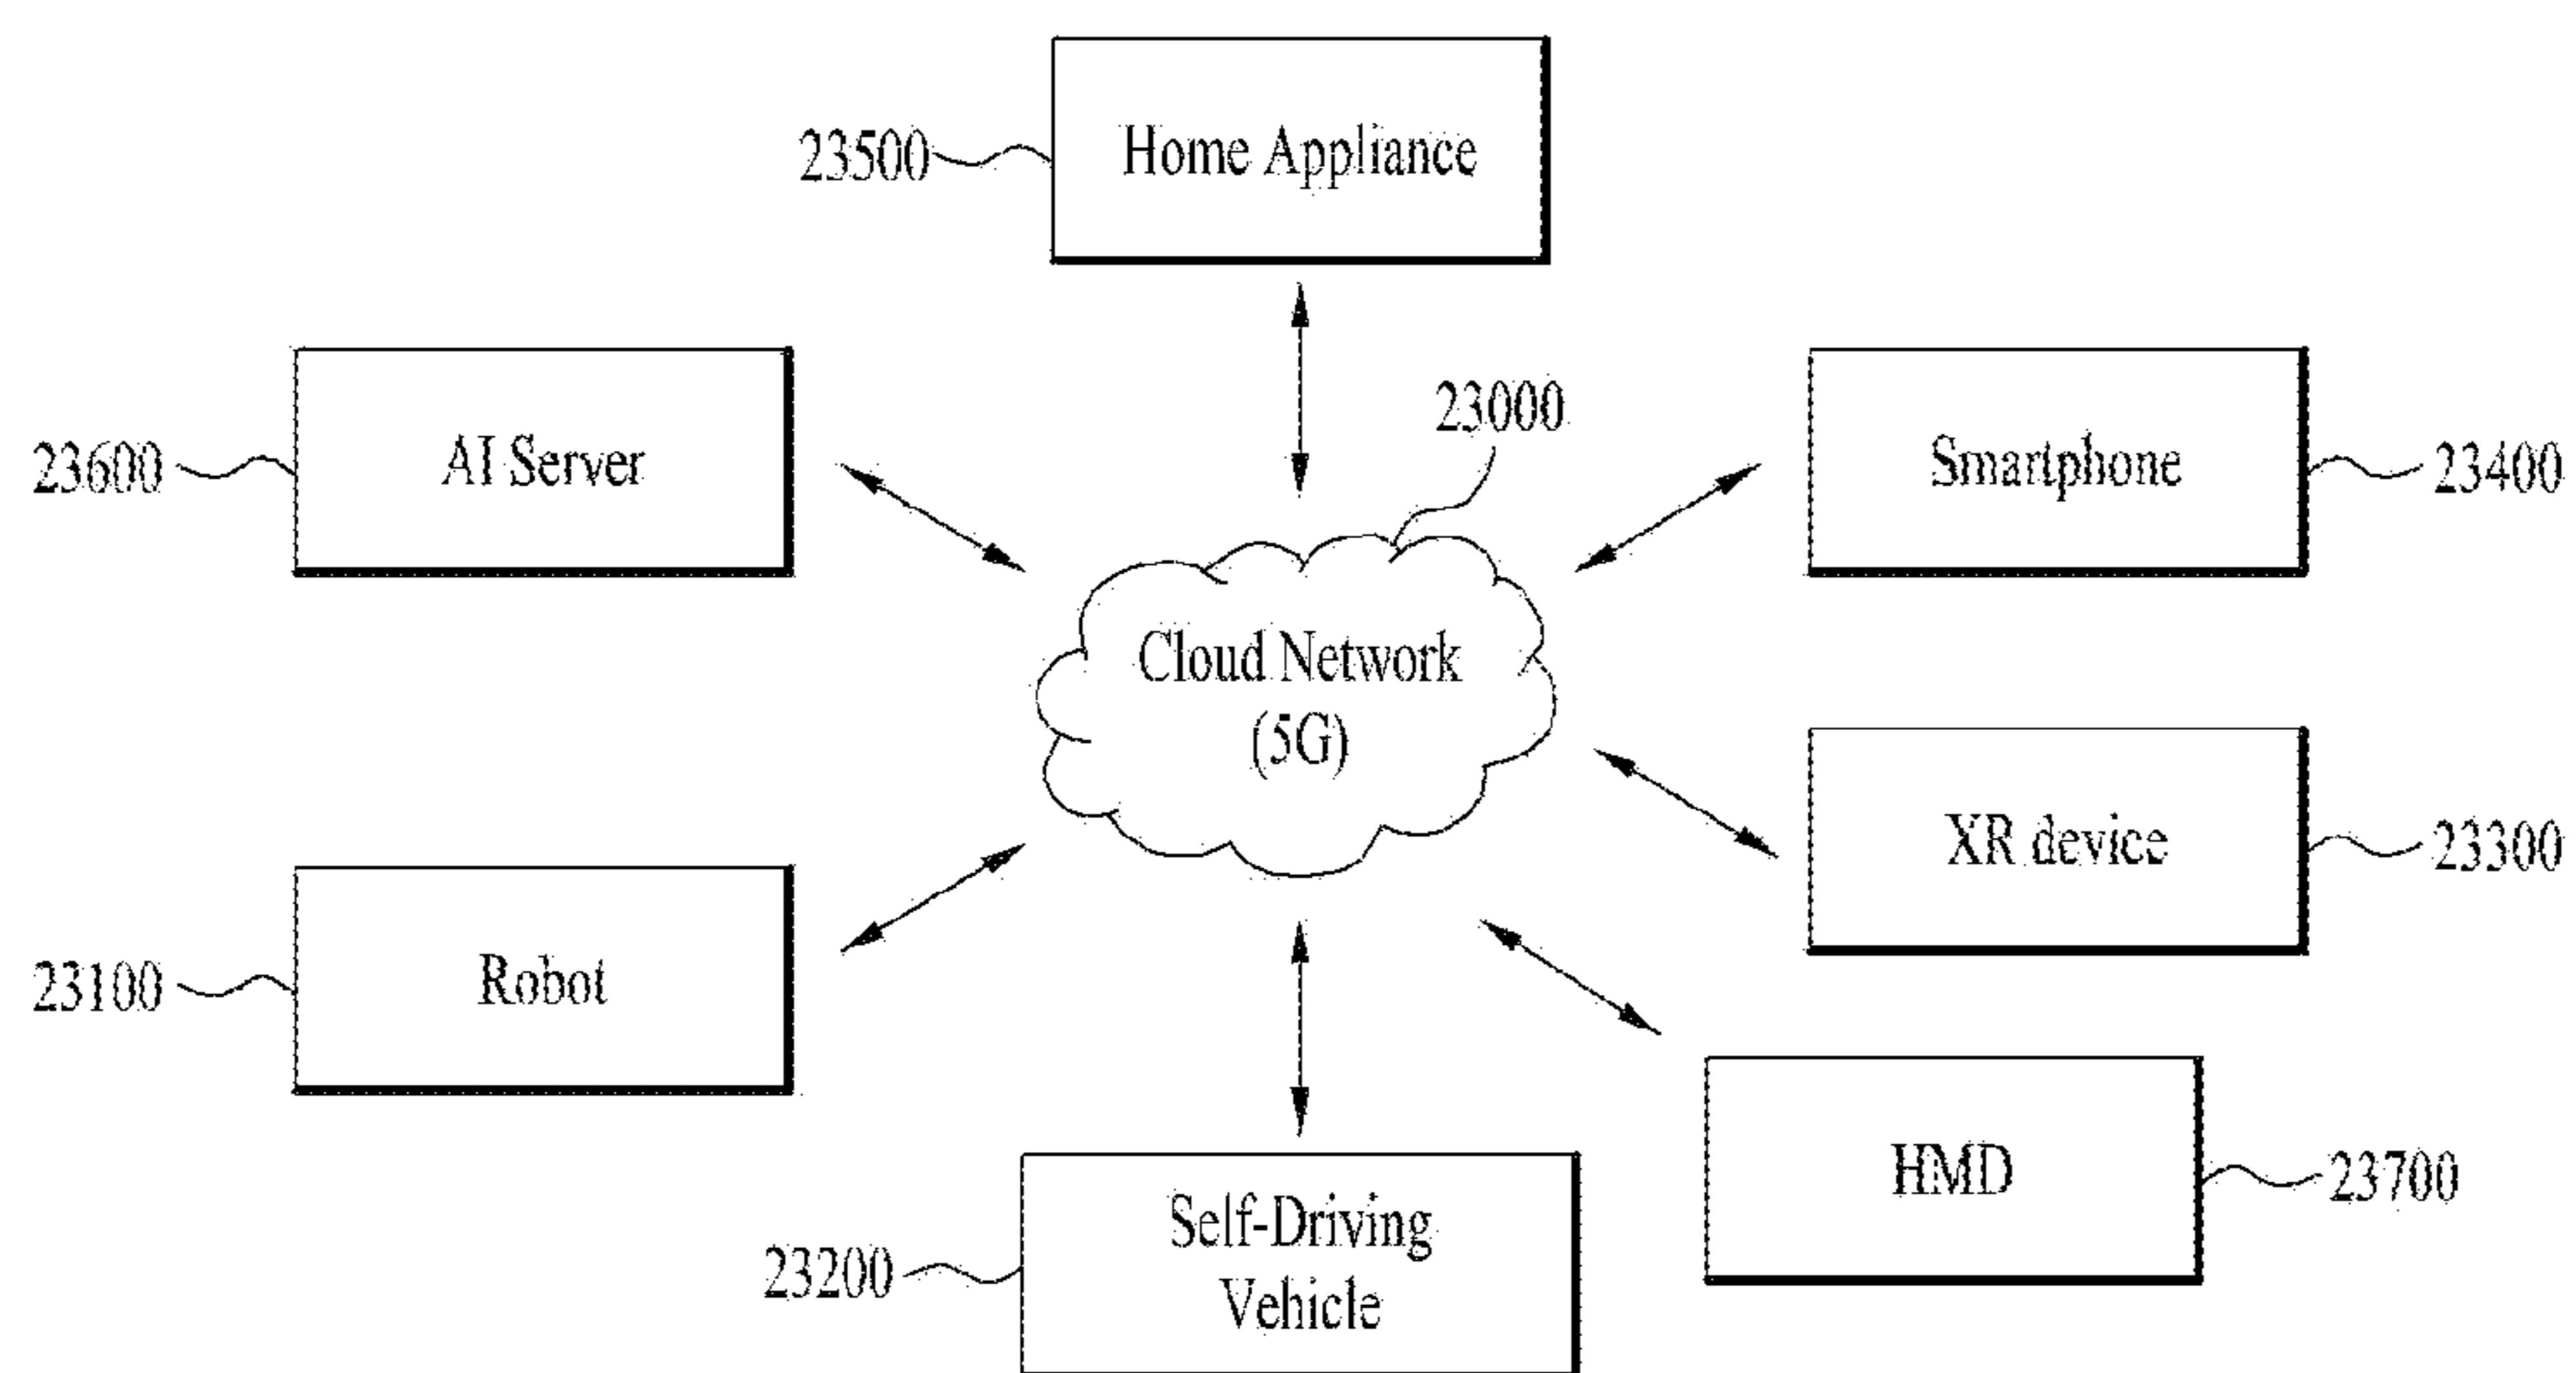 23500
Home Appliance
23000
23600
AI Server
Smartphone
23400
Cloud Network
(5G)
XR device
23300
23100
Robot
HMD
23700
23200
Self-Driving
Vehicle